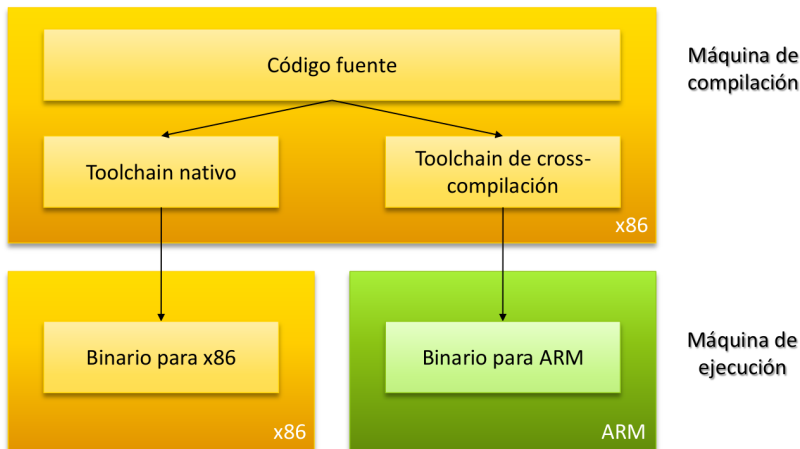 Código fuente
Máquina de
compilación
Toolchain nativo
Toolchain de cross-
compilación
x86
Binario para x86
Binario para ARM
Máquina de
ejecución
x86
ARM